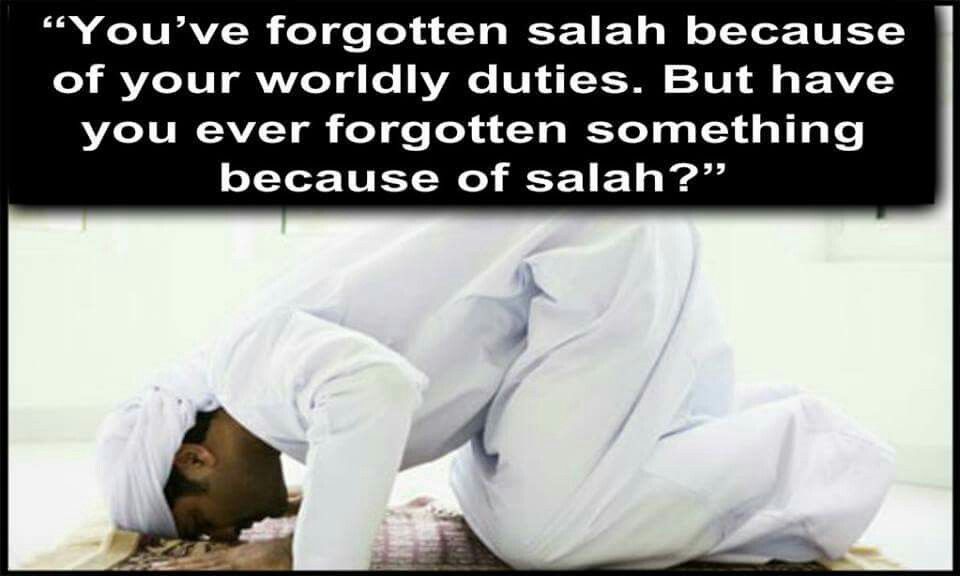 “You’ve forgotten salah because
of your worldly duties. But have
you ever forgotten something
because of salah?”